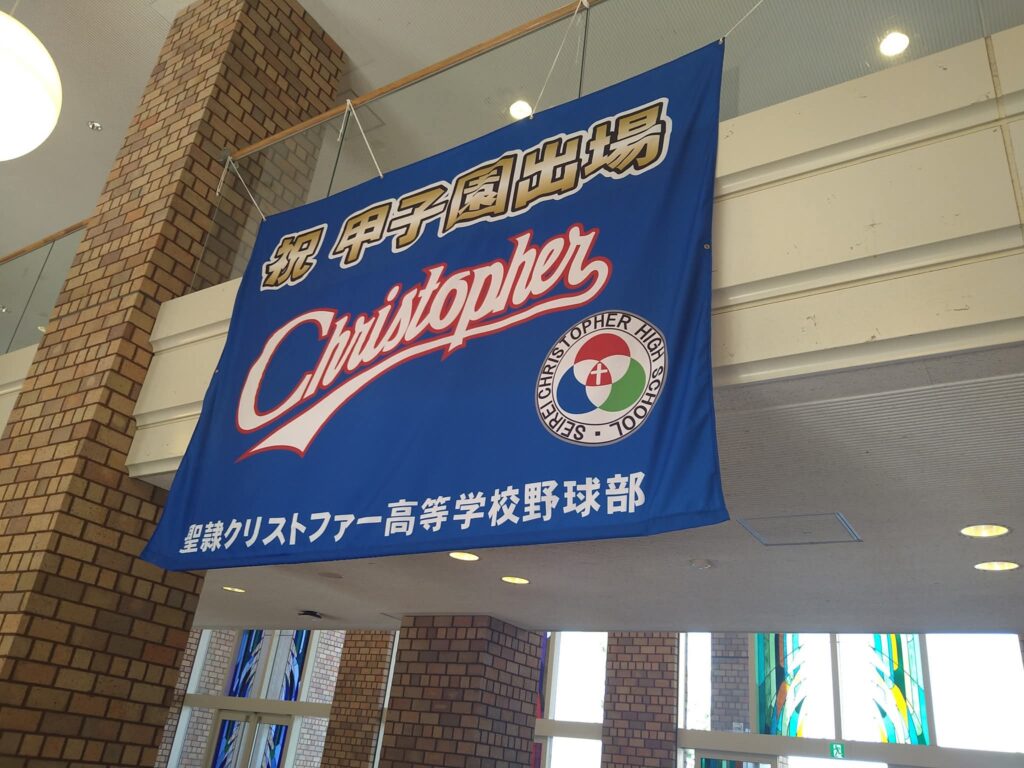 祝 甲子園出場
Christopher
SEIREI CHRISTOPHER HIGH SCHOOL
聖隷クリストファー高等学校野球部